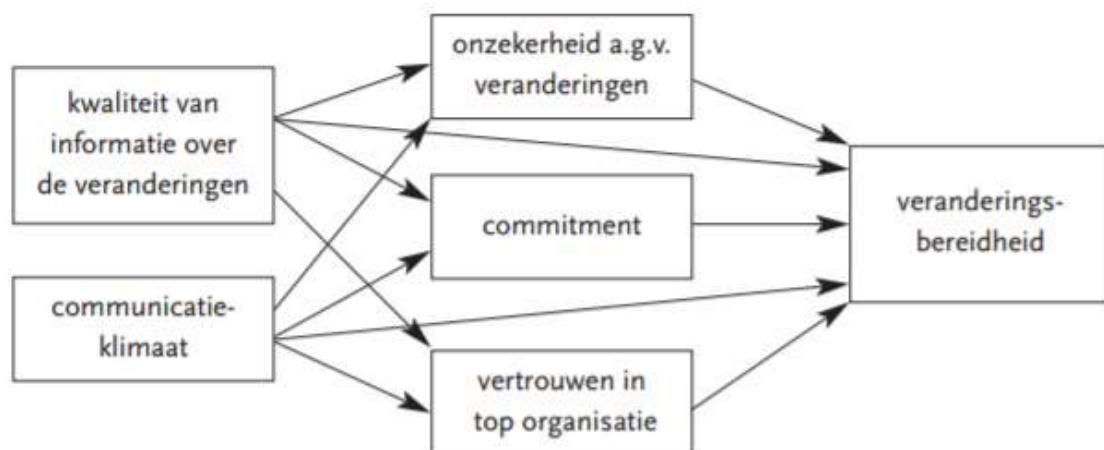 kwaliteit van
informatie over
de veranderingen
communicatie-
klimaat
onzekerheid a.g.v.
veranderingen
commitment
vertrouwen in
top organisatie
veranderings-
bereidheid